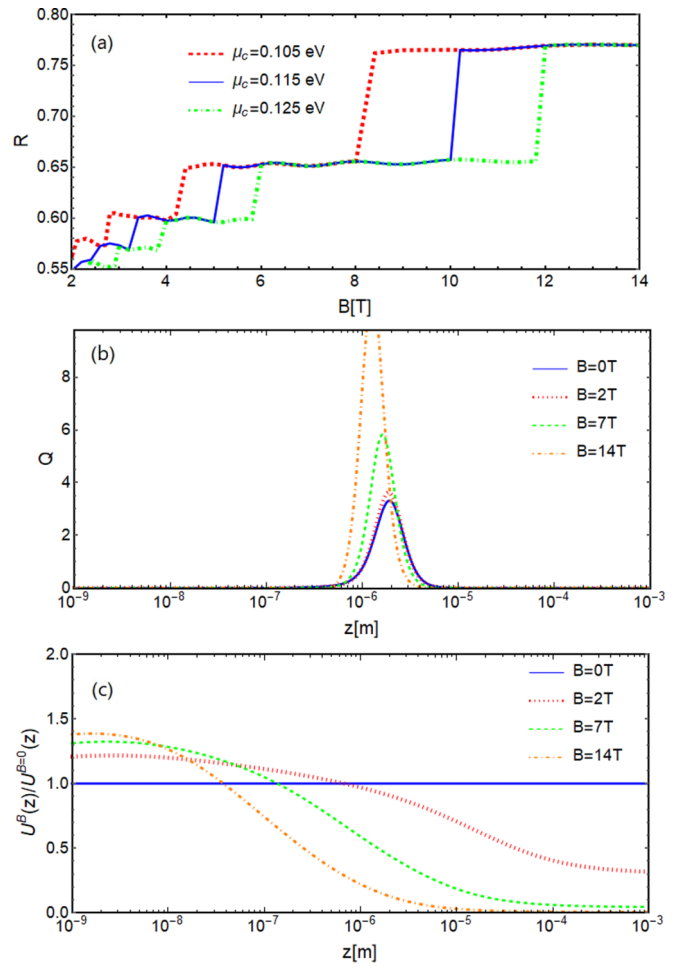 (a)
μc=0.105 eV
μc=0.115 eV
μc=0.125 eV
R
0.80
0.75
0.70
0.65
0.60
0.55
2 4 6 8 10 12 14
B[T]
(b)
B=0T
B=2T
B=7T
B=14T
Q
8
6
4
2
0
10⁻⁹ 10⁻⁸ 10⁻⁷ 10⁻⁶ 10⁻⁵ 10⁻⁴ 10⁻³
z[m]
(c)
B=0T
B=2T
B=7T
B=14T
Uᴮ(z)/Uᴮ⁼⁰(z)
2.0
1.5
1.0
0.5
0.0
10⁻⁹ 10⁻⁸ 10⁻⁷ 10⁻⁶ 10⁻⁵ 10⁻⁴ 10⁻³
z[m]